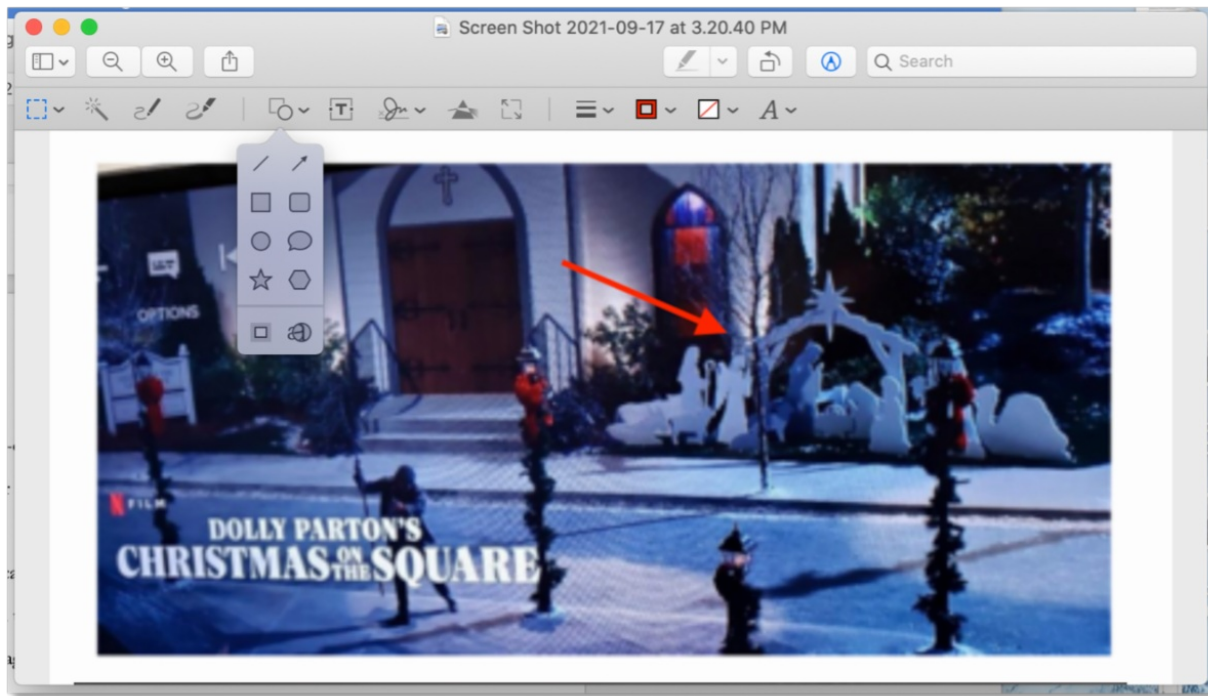 Screen Shot 2021-09-17 at 3.20.40 PM
Search
T
A
OPTIONS
N FILM
DOLLY PARTON'S
CHRISTMAS ON THE SQUARE